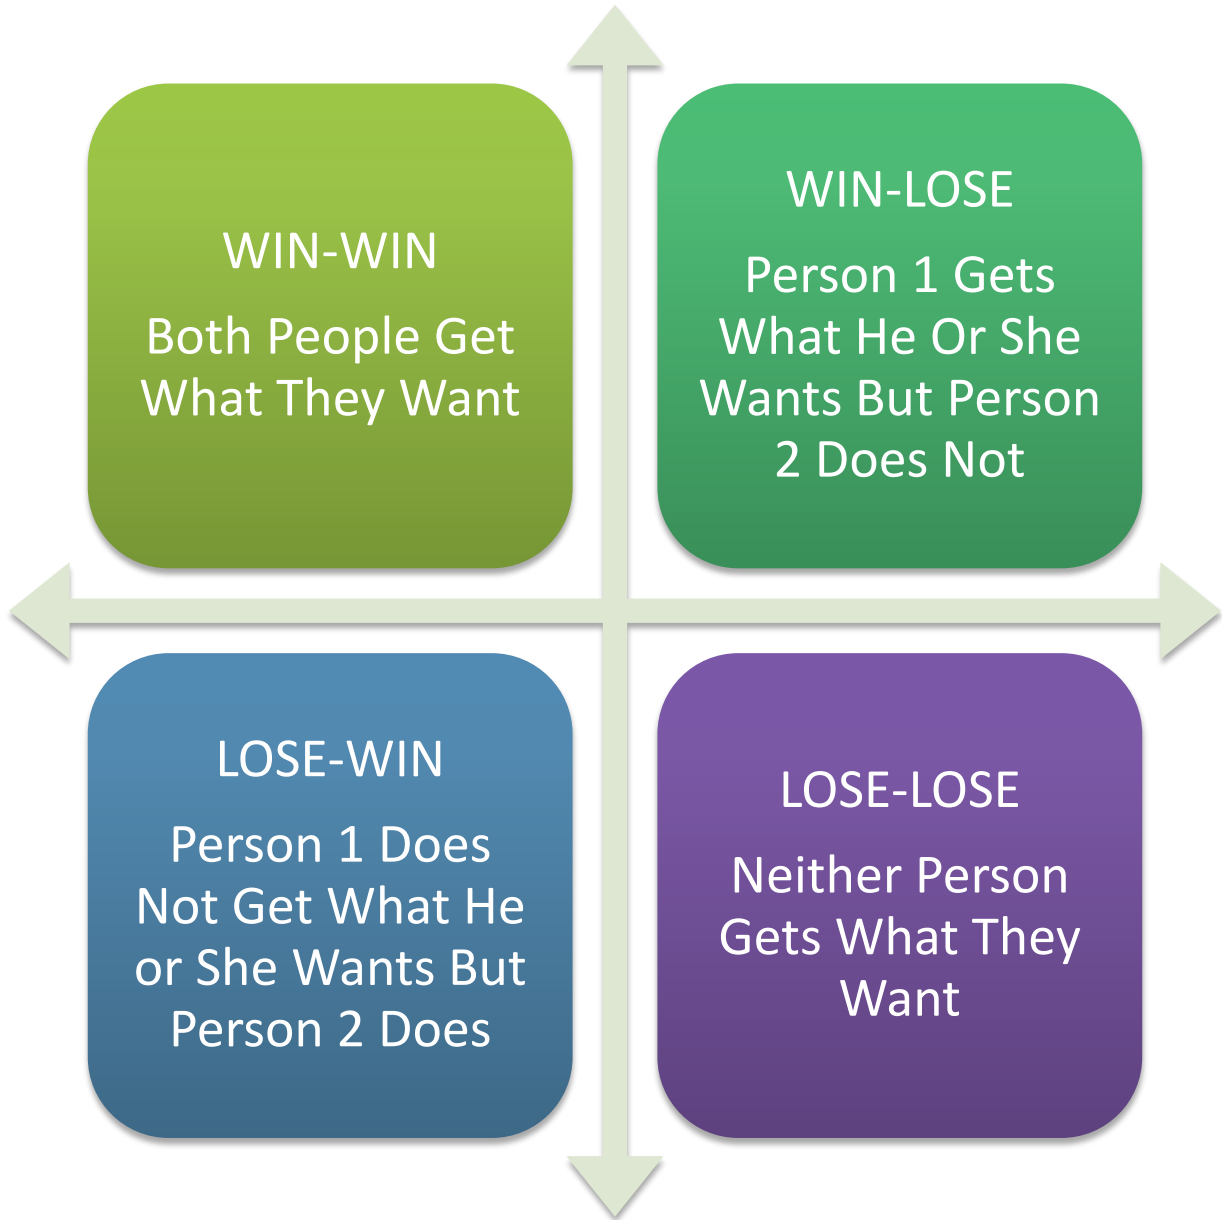 WIN-WIN
Both People Get
What They Want
WIN-LOSE
Person 1 Gets
What He Or She
Wants But Person
2 Does Not
LOSE-WIN
Person 1 Does
Not Get What He
or She Wants But
Person 2 Does
LOSE-LOSE
Neither Person
Gets What They
Want